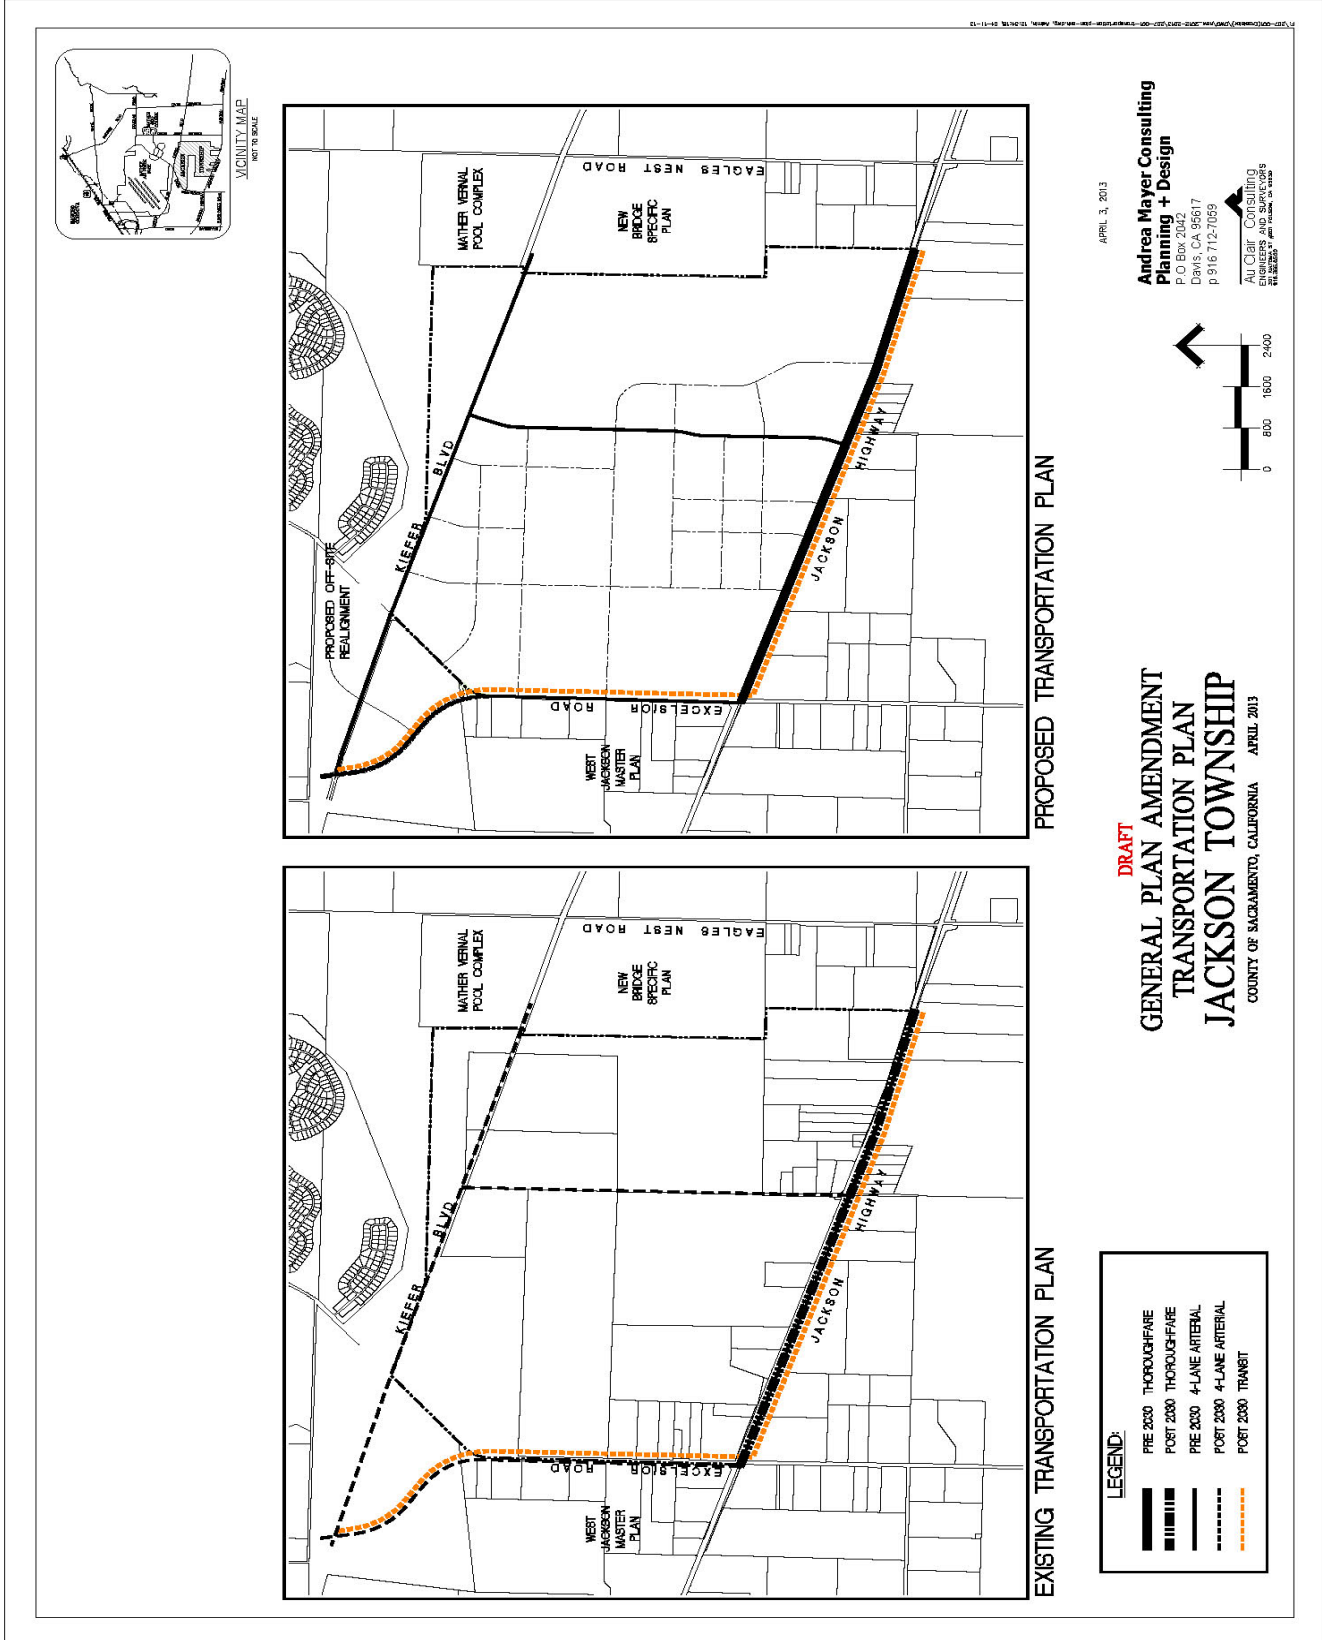 VICINITY MAP
NOT TO SCALE
EXISTING TRANSPORTATION PLAN
KIEFER BLVD
MATHER VERNAL
POOL COMPLEX
EAGLES NEST ROAD
NEW
BRIDGE
SPECIFIC
PLAN
EXCELSIOR ROAD
WEST
JACKSON
MASTER
PLAN
JACKSON HIGHWAY
PROPOSED TRANSPORTATION PLAN
PROPOSED OFF-SITE
REALIGNMENT
KIEFER BLVD
MATHER VERNAL
POOL COMPLEX
EAGLES NEST ROAD
NEW
BRIDGE
SPECIFIC
PLAN
EXCELSIOR ROAD
WEST
JACKSON
MASTER
PLAN
JACKSON HIGHWAY
LEGEND:
PRE 2030 THOROUGHFARE
POST 2030 THOROUGHFARE
PRE 2030 4-LANE ARTERIAL
POST 2030 4-LANE ARTERIAL
POST 2030 TRANSIT
DRAFT
GENERAL PLAN AMENDMENT
TRANSPORTATION PLAN
JACKSON TOWNSHIP
COUNTY OF SACRAMENTO, CALIFORNIA APRIL 2013
0 800 1600 2400
APRIL 3, 2013
Andrea Mayer Consulting
Planning + Design
P.O Box 2042
Davis, CA 95617
p 916 712-7059
Au Clair Consulting
ENGINEERS AND SURVEYORS